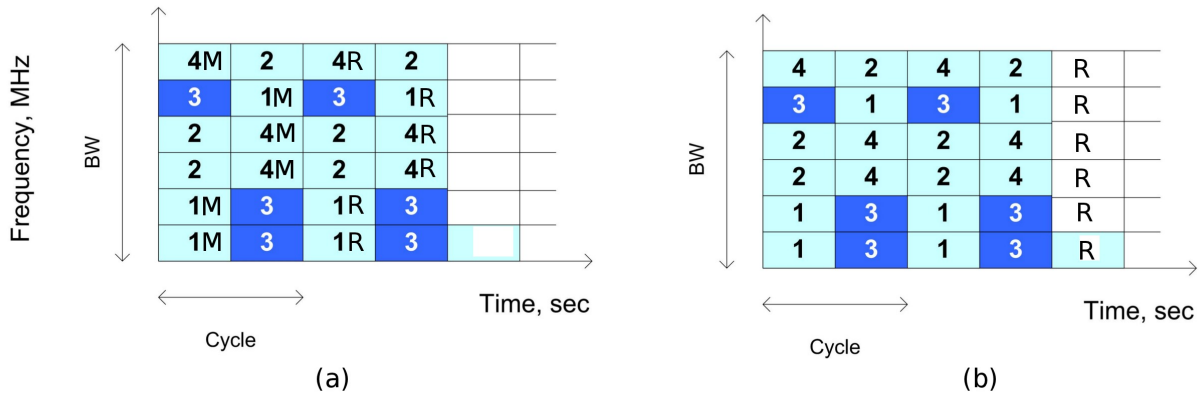 Frequency, MHz
BW
4M 2 4R 2
3 1M 3 1R
2 4M 2 4R
2 4M 2 4R
1M 3 1R 3
1M 3 1R 3
Time, sec
Cycle
(a)
BW
4 2 4 2 R
3 1 3 1 R
2 4 2 4 R
2 4 2 4 R
1 3 1 3 R
1 3 1 3 R
Time, sec
Cycle
(b)